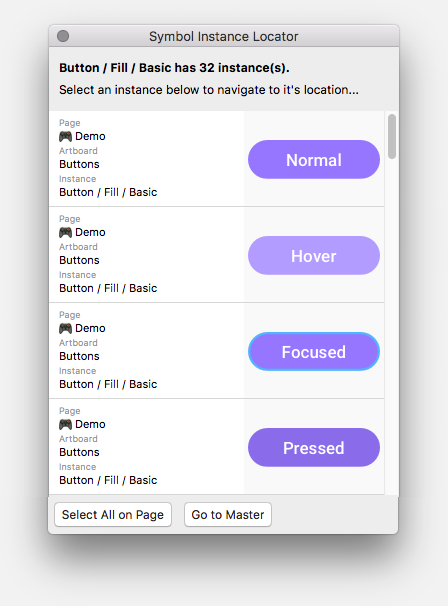 Symbol Instance Locator
Button / Fill / Basic has 32 instance(s).
Select an instance below to navigate to it's location...
Page
🎮 Demo
Artboard
Buttons
Instance
Button / Fill / Basic
Normal
Page
🎮 Demo
Artboard
Buttons
Instance
Button / Fill / Basic
Hover
Page
🎮 Demo
Artboard
Buttons
Instance
Button / Fill / Basic
Focused
Page
🎮 Demo
Artboard
Buttons
Instance
Button / Fill / Basic
Pressed
Select All on Page
Go to Master